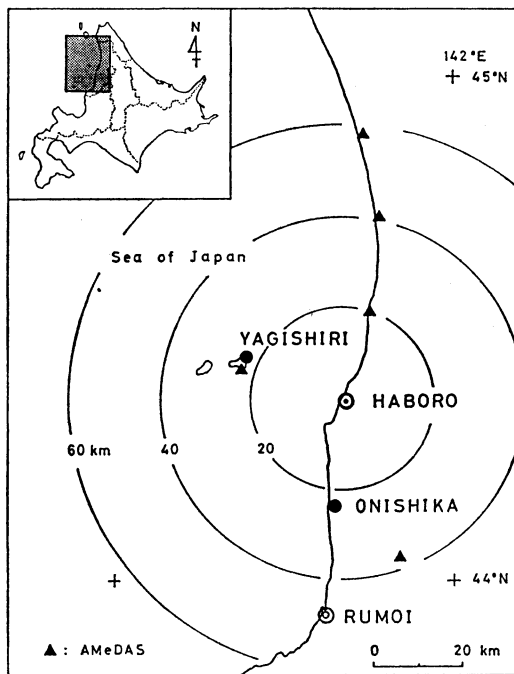 N
142°E
+ 45°N
Sea of Japan
YAGISHIRI
HABORO
60 km
40
20
ONISHIKA
+ 44°N
RUMOI
▲ : AMeDAS
0 20 km